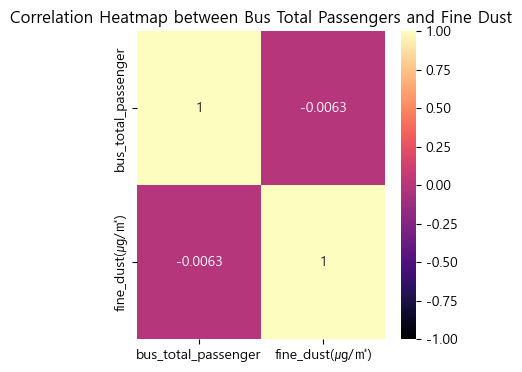 Correlation Heatmap between Bus Total Passengers and Fine Dust
bus_total_passenger
fine_dust(㎍/㎥)
1
-0.0063
-0.0063
1
bus_total_passenger
fine_dust(㎍/㎥)
1.00
0.75
0.50
0.25
0.00
-0.25
-0.50
-0.75
-1.00